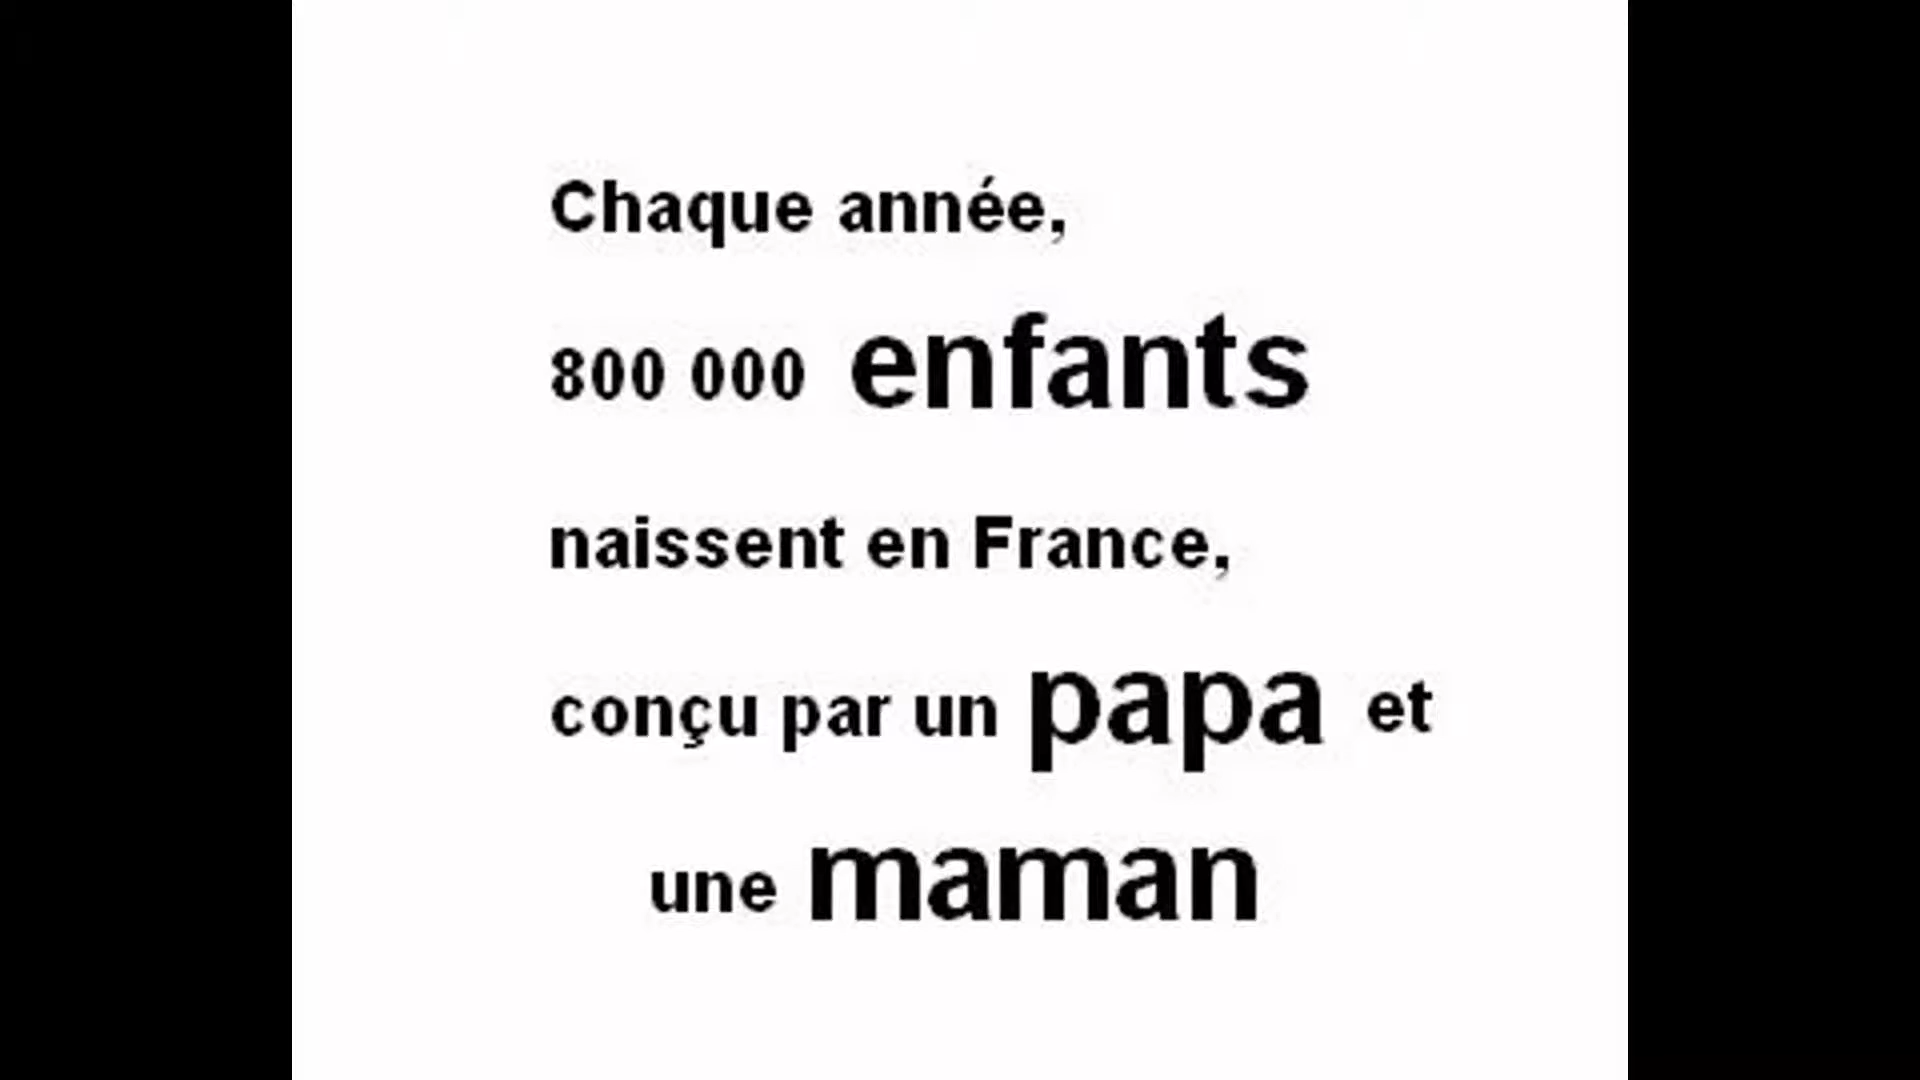 Chaque année,
800 000 enfants
naissent en France,
conçu par un papa et
une maman